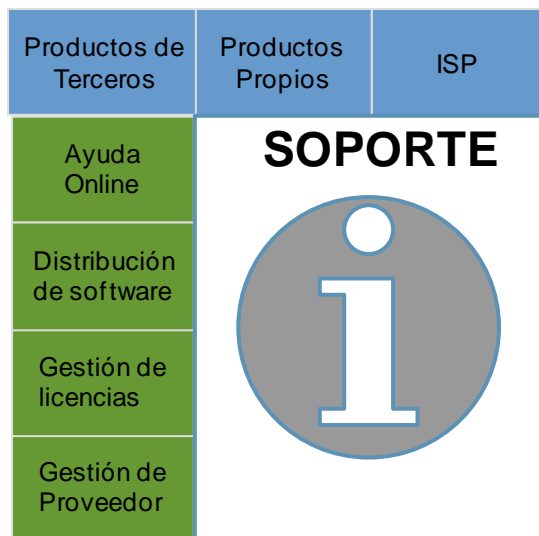 Productos de
Terceros
Productos
Propios
ISP
SOPORTE
Ayuda
Online
Distribución
de software
Gestión de
licencias
Gestión de
Proveedor